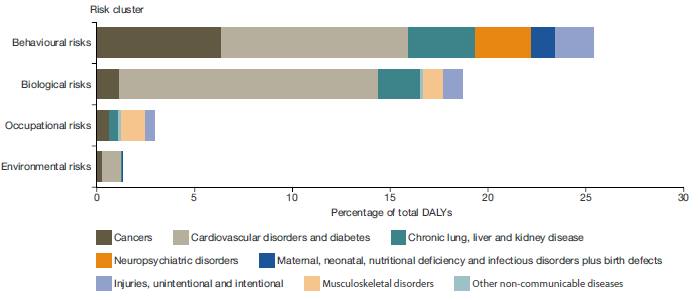 Risk cluster
Behavioural risks
Biological risks
Occupational risks
Environmental risks
0 5 10 15 20 25 30
Percentage of total DALYs
Cancers Cardiovascular disorders and diabetes Chronic lung, liver and kidney disease
Neuropsychiatric disorders Maternal, neonatal, nutritional deficiency and infectious disorders plus birth defects
Injuries, unintentional and intentional Musculoskeletal disorders Other non-communicable diseases